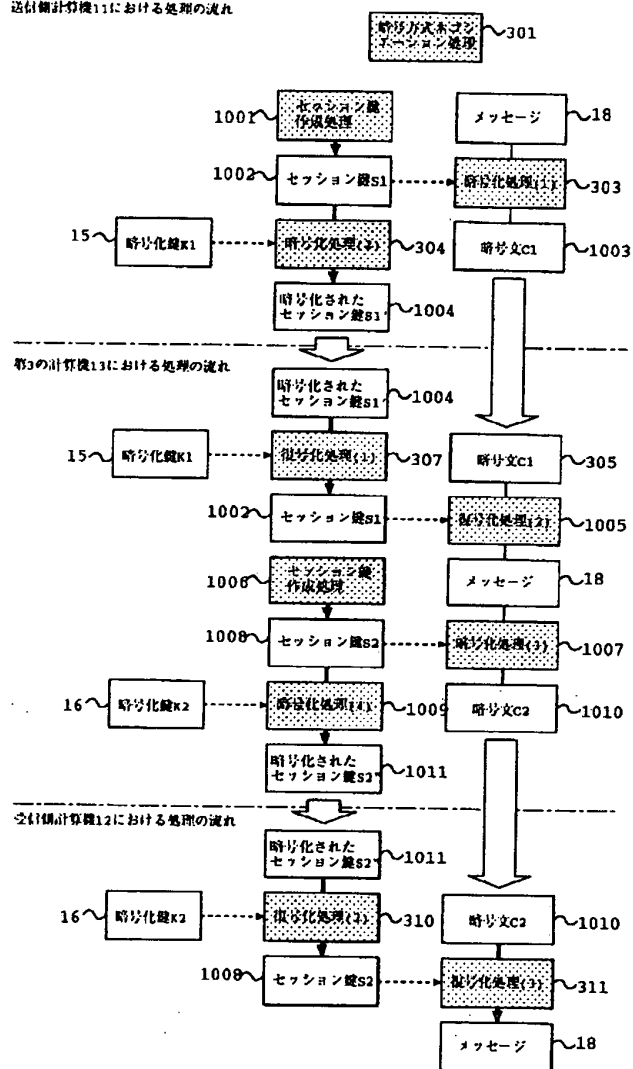 送信側計算機11における処理の流れ
暗号方式ネゴシ
エーション処理
301
セッション鍵
作成処理
1001
メッセージ
18
1002
セッション鍵S1
暗号化処理(1)
303
15
暗号化鍵K1
暗号化処理(2)
304
暗号文C1
1003
暗号化された
セッション鍵S1'
1004
第3の計算機13における処理の流れ
暗号化された
セッション鍵S1
1004
15
暗号化鍵K1
復号化処理(1)
307
暗号文C1
305
1002
セッション鍵S1
復号化処理(2)
1005
1006
セッション鍵
作成処理
メッセージ
18
1008
セッション鍵S2
暗号化処理(3)
1007
16
暗号化鍵K2
暗号化処理(4)
1009
暗号文C2
1010
暗号化された
セッション鍵S2'
1011
受信側計算機12における処理の流れ
暗号化された
セッション鍵S2'
1011
16
暗号化鍵K2
復号化処理(2)
310
暗号文C2
1010
1008
セッション鍵S2
復号化処理(3)
311
メッセージ
18